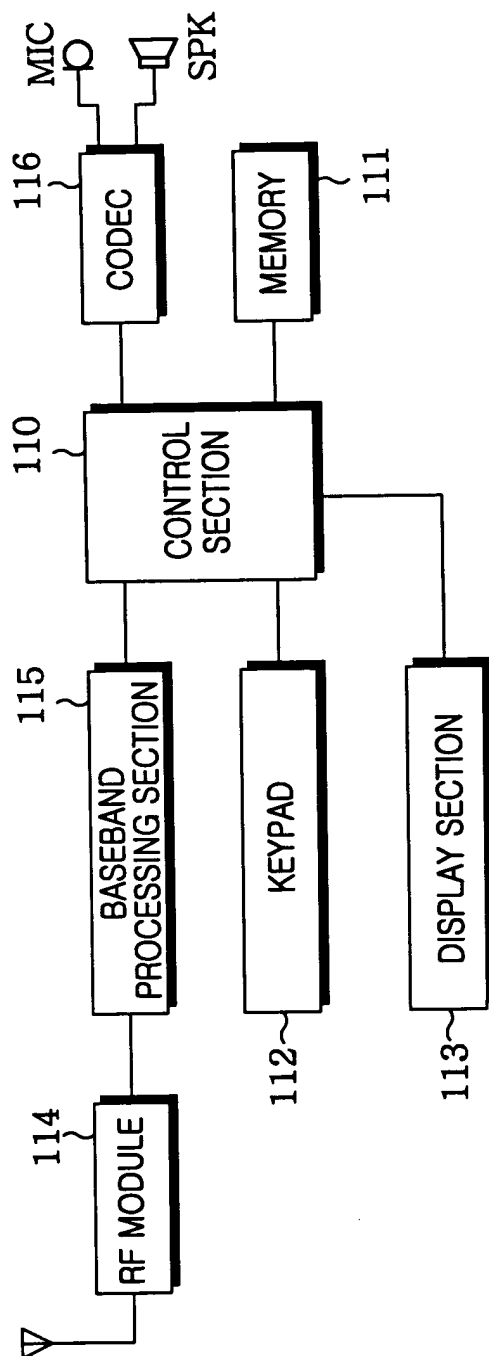 MIC
SPK
116
CODEC
111
MEMORY
110
CONTROL
SECTION
115
BASEBAND
PROCESSING SECTION
112
KEYPAD
113
DISPLAY SECTION
114
RF MODULE